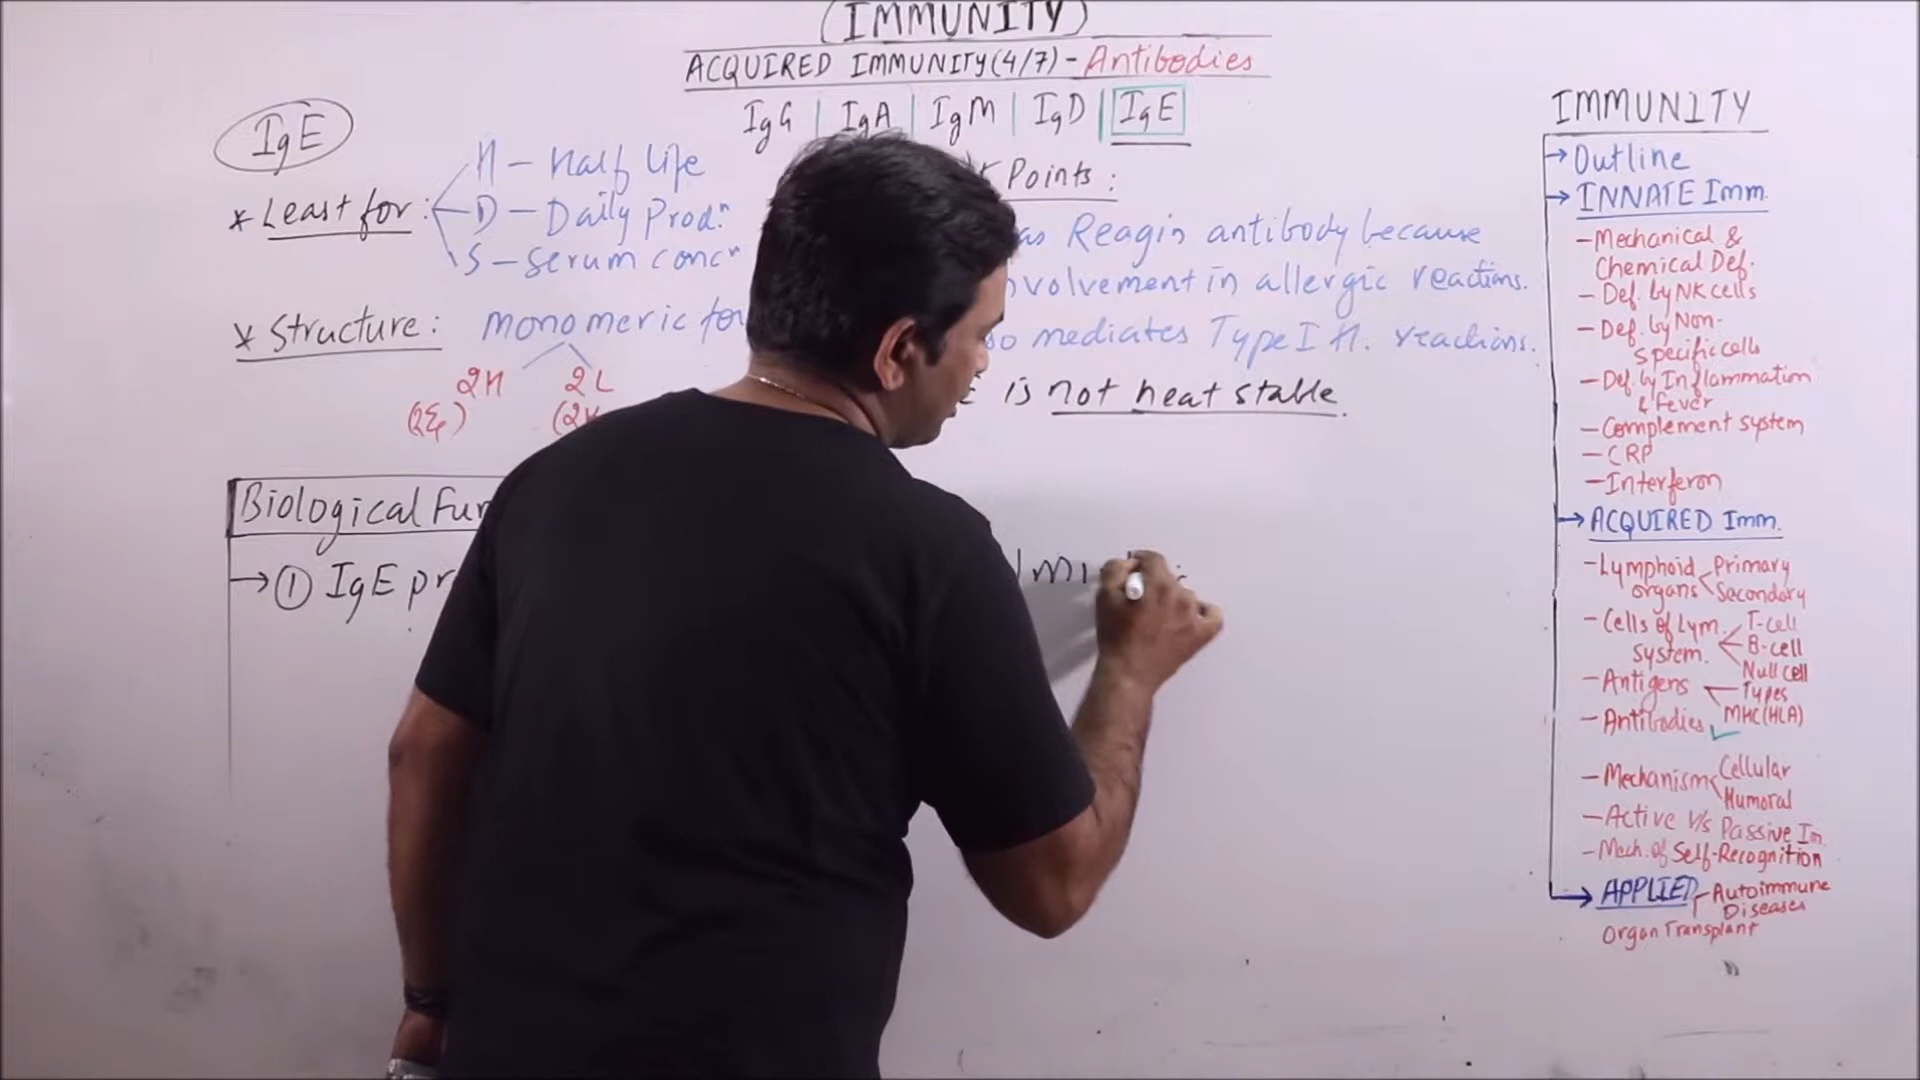 (IMMUNITY)
ACQUIRED IMMUNITY(4/7) - Antibodies
IgG | IgA | IgM | IgD | IgE
IgE
* Least for:
H - Half Life
D - Daily Prodⁿ
S - Serum concⁿ
* Structure: monomeric
2H 2L
(2ε)
Biological
→ ① IgE
Points:
as Reagin antibody because
involvement in allergic reactions.
mediates Type I H. reactions.
is not heat stable.
IMMUNITY
→ Outline
→ INNATE Imm.
- Mechanical &
Chemical Def.
- Def. by NK cells
- Def. by Non-
specific cells
- Def. by Inflammation
& fever
- Complement system
- CRP
- Interferon
→ ACQUIRED Imm.
- Lymphoid organs
Primary
Secondary
- Cells of Lym. system.
T-cell
B-cell
Null cell
- Antigens
Types
MHC(HLA)
- Antibodies ✓
- Mechanism
Cellular
Humoral
- Active V/s Passive Im.
- Mech. of Self-Recognition
→ APPLIED
Autoimmune
Diseases
Organ Transplant